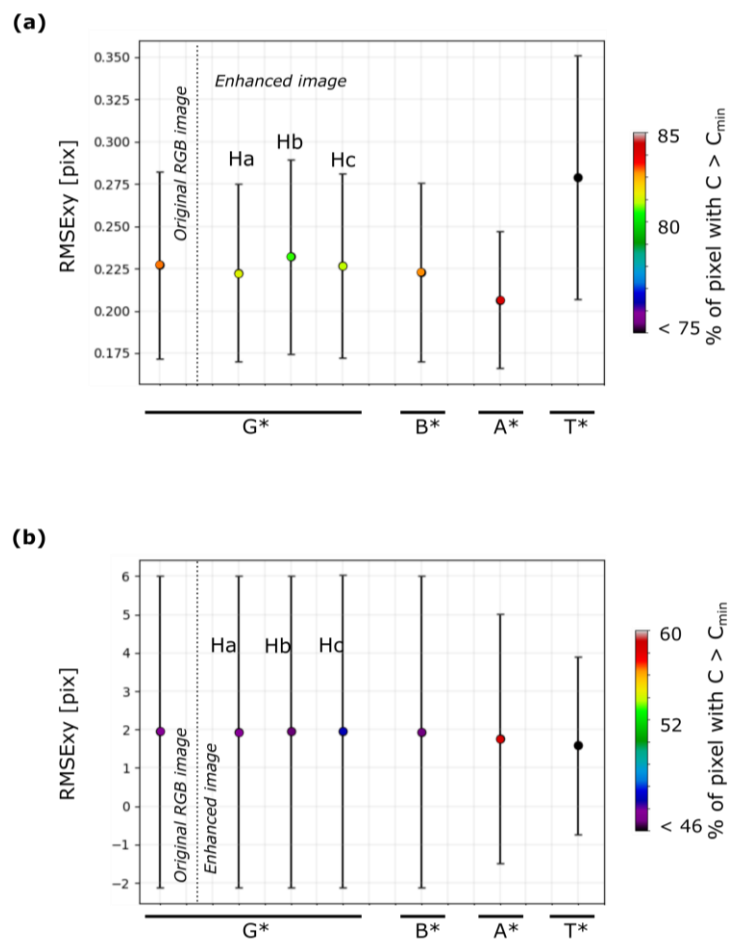 (a)
RMSExy [pix]
0.350
0.325
0.300
0.275
0.250
0.225
0.200
0.175
Original RGB image
Enhanced image
Ha
Hb
Hc
G*
B*
A*
T*
85
80
< 75
% of pixel with C > Cmin
(b)
RMSExy [pix]
6
5
4
3
2
1
0
−1
−2
Original RGB image
Enhanced image
Ha
Hb
Hc
G*
B*
A*
T*
60
52
< 46
% of pixel with C > Cmin